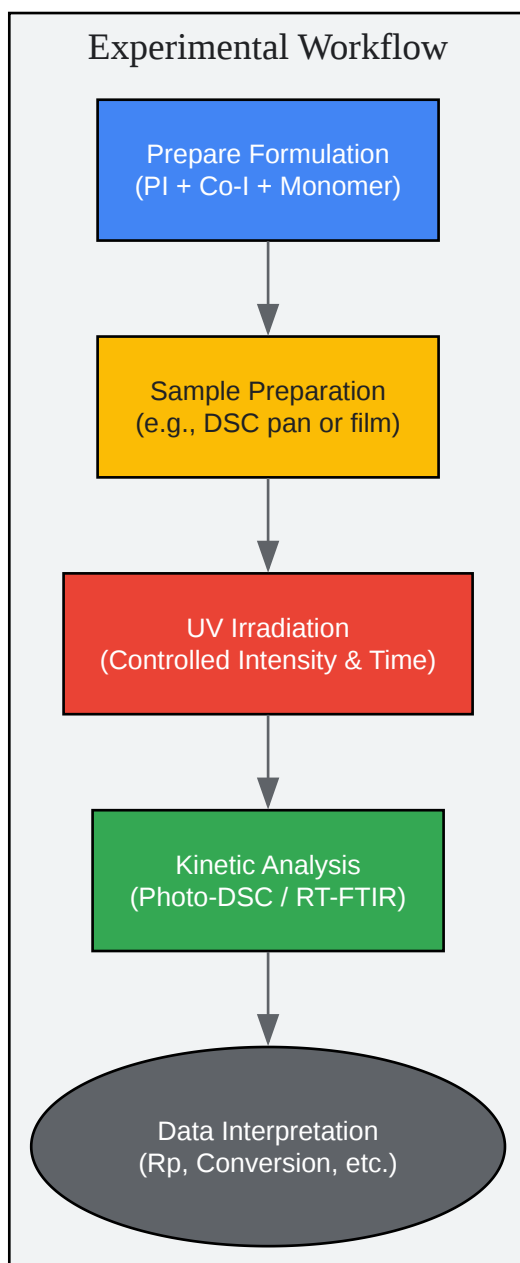 Experimental Workflow
Prepare Formulation
(PI + Co-I + Monomer)
Sample Preparation
(e.g., DSC pan or film)
UV Irradiation
(Controlled Intensity & Time)
Kinetic Analysis
(Photo-DSC / RT-FTIR)
Data Interpretation
(Rp, Conversion, etc.)